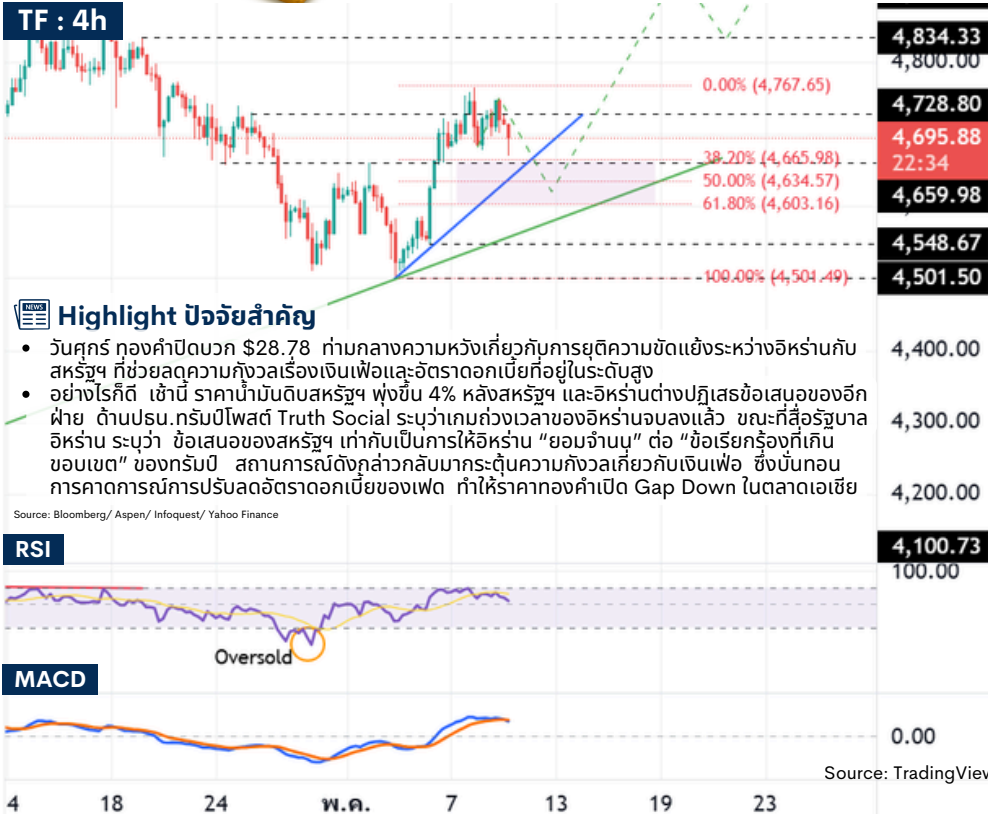 TF : 4h
4,834.33
4,800.00
0.00% (4,767.65)
4,728.80
4,695.88
22:34
38.20% (4,665.98)
50.00% (4,634.57)
4,659.98
61.80% (4,603.16)
4,548.67
100.00% (4,501.49)
4,501.50
NEWS
Highlight ปัจจัยสำคัญ
4,400.00
• วันศุกร์ ทองคำปิดบวก $28.78 ท่ามกลางความหวังเกี่ยวกับการยุติความขัดแย้งระหว่างอิหร่านกับ
สหรัฐฯ ที่ช่วยลดความกังวลเรื่องเงินเฟ้อและอัตราดอกเบี้ยที่อยู่ในระดับสูง
• อย่างไรก็ดี เช้านี้ ราคาน้ำมันดิบสหรัฐฯ พุ่งขึ้น 4% หลังสหรัฐฯ และอิหร่านต่างปฏิเสธข้อเสนอของอีก
ฝ่าย ด้านปธน.ทรัมป์โพสต์ Truth Social ระบุว่าเกมถ่วงเวลาของอิหร่านจบลงแล้ว ขณะที่สื่อรัฐบาล
4,300.00
อิหร่าน ระบุว่า ข้อเสนอของสหรัฐฯ เท่ากับเป็นการให้อิหร่าน “ยอมจำนน” ต่อ “ข้อเรียกร้องที่เกิน
ขอบเขต” ของทรัมป์ สถานการณ์ดังกล่าวกลับมากระตุ้นความกังวลเกี่ยวกับเงินเฟ้อ ซึ่งบั่นทอน
การคาดการณ์การปรับลดอัตราดอกเบี้ยของเฟด ทำให้ราคาทองคำเปิด Gap Down ในตลาดเอเชีย
4,200.00
Source: Bloomberg/ Aspen/ Infoquest/ Yahoo Finance
RSI
4,100.73
100.00
Oversold
MACD
0.00
Source: TradingView
4 18 24 พ.ค. 7 13 19 23